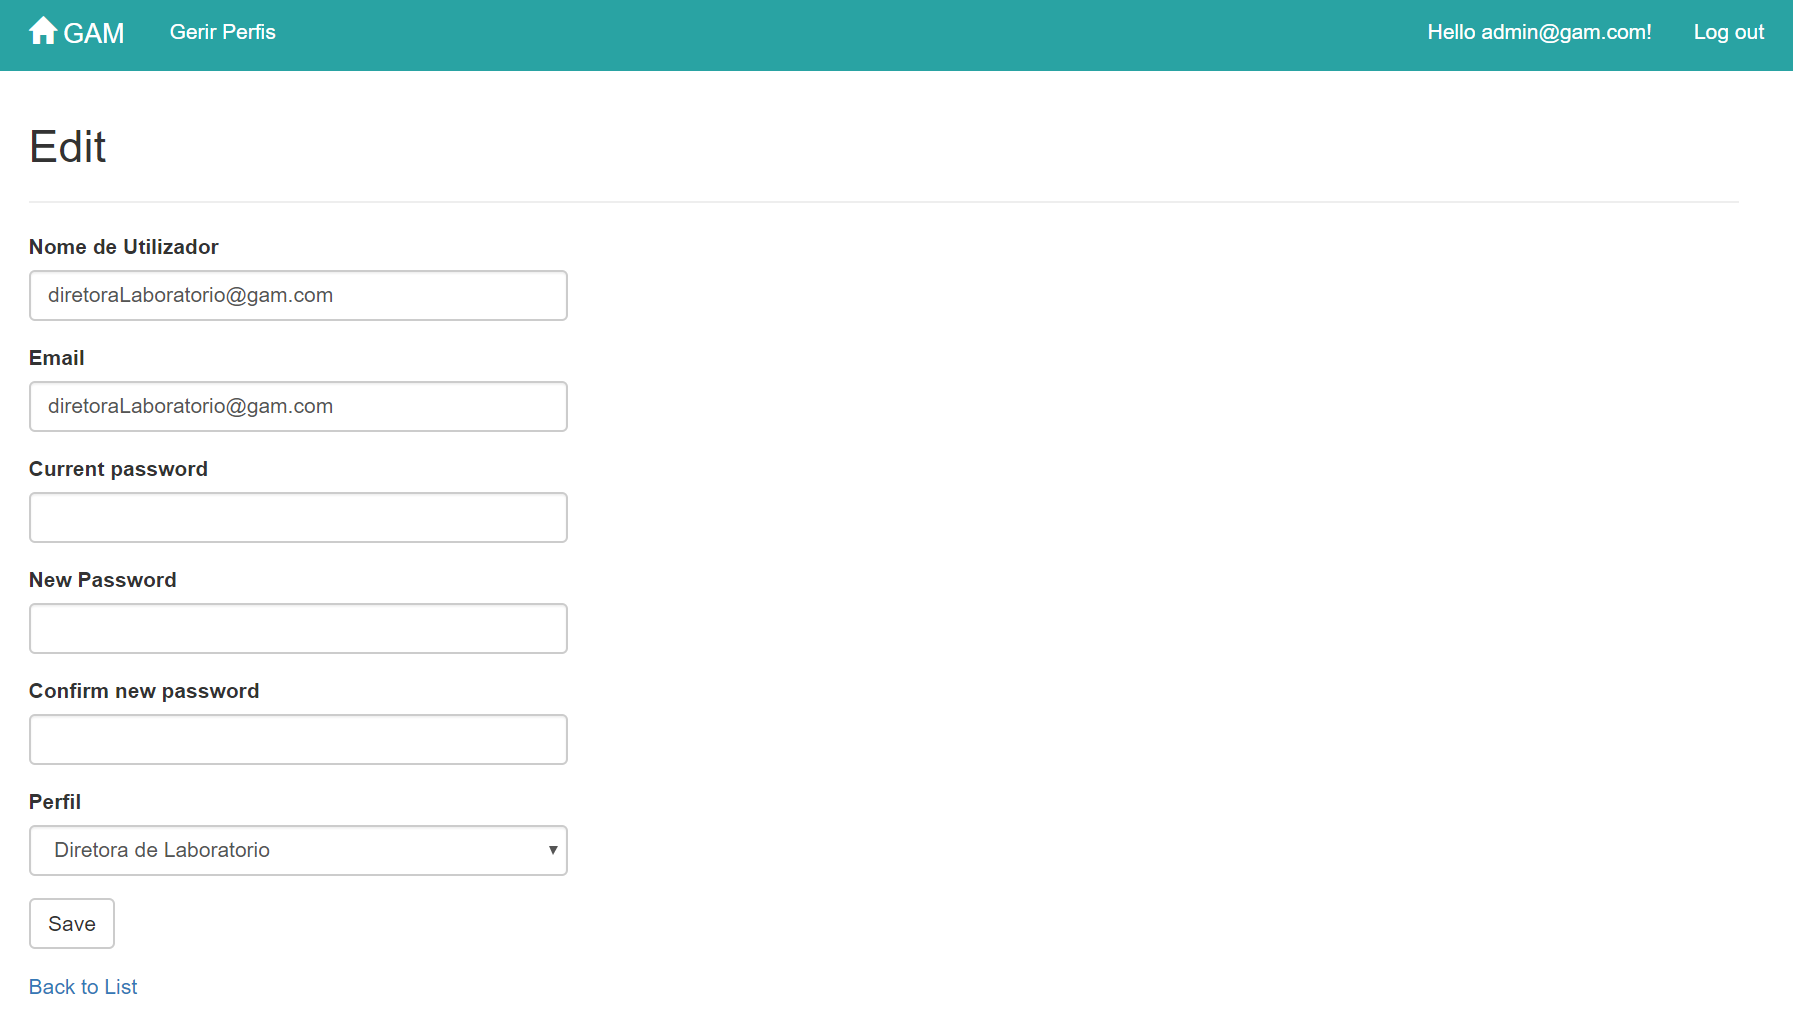 GAM Gerir Perfis Hello admin@gam.com! Log out
Edit
Nome de Utilizador
diretoraLaboratorio@gam.com
Email
diretoraLaboratorio@gam.com
Current password
New Password
Confirm new password
Perfil
Diretora de Laboratorio
Save
Back to List